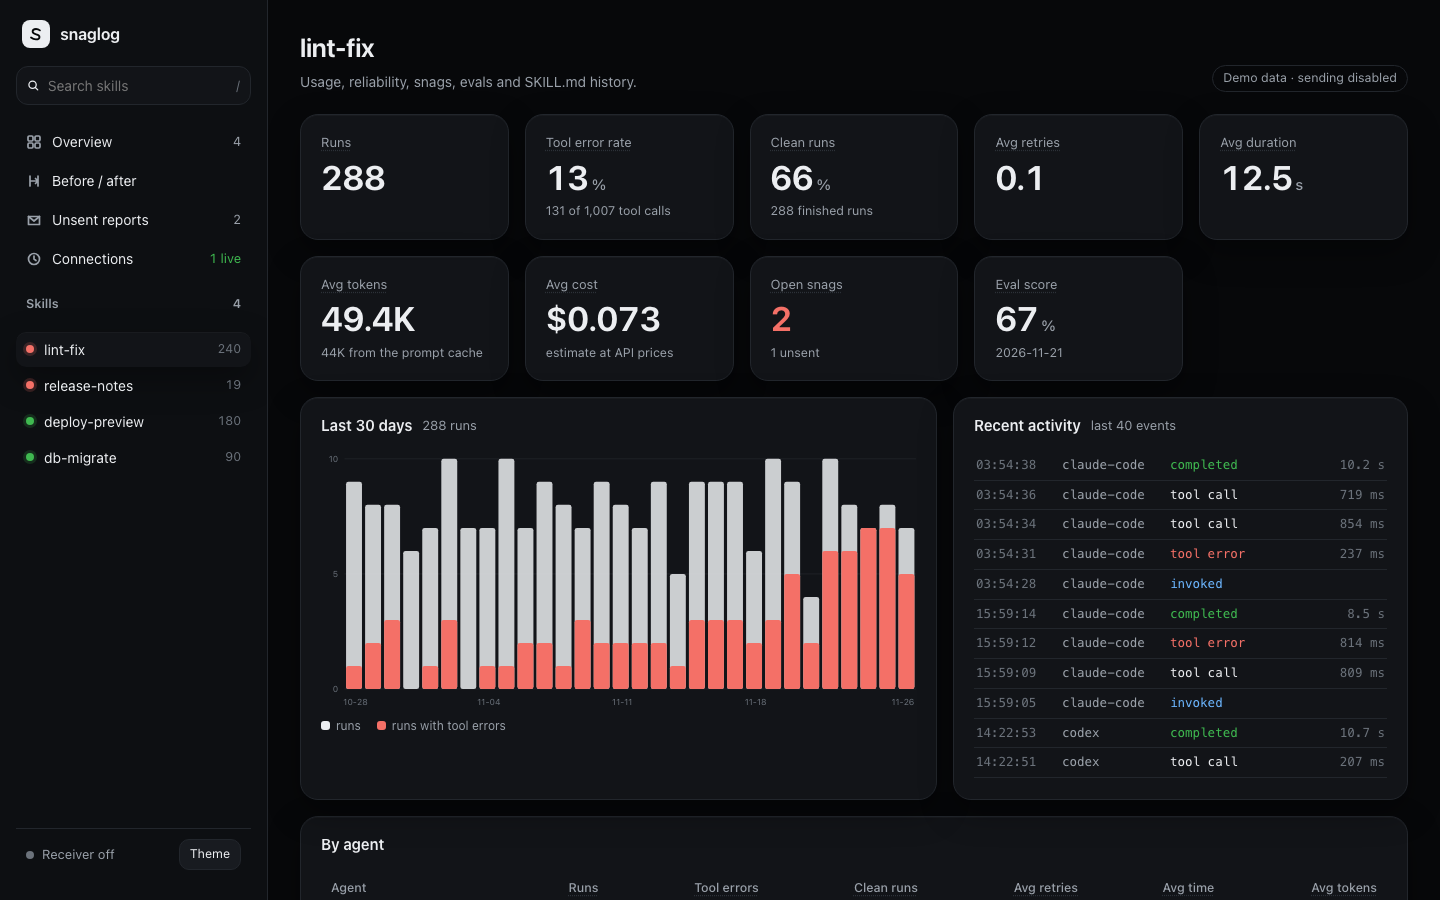 S snaglog
Search skills /
Overview 4
Before / after
Unsent reports 2
Connections 1 live
Skills 4
lint-fix 240
release-notes 19
deploy-preview 180
db-migrate 90
Receiver off Theme
lint-fix
Usage, reliability, snags, evals and SKILL.md history.
Demo data · sending disabled
Runs
288
Tool error rate
13 %
131 of 1,007 tool calls
Clean runs
66 %
288 finished runs
Avg retries
0.1
Avg duration
12.5 s
Avg tokens
49.4K
44K from the prompt cache
Avg cost
$0.073
estimate at API prices
Open snags
2
1 unsent
Eval score
67 %
2026-11-21
Last 30 days 288 runs
10
5
0
10-28 11-04 11-11 11-18 11-26
runs runs with tool errors
Recent activity last 40 events
03:54:38 claude-code completed 10.2 s
03:54:36 claude-code tool call 719 ms
03:54:34 claude-code tool call 854 ms
03:54:31 claude-code tool error 237 ms
03:54:28 claude-code invoked
15:59:14 claude-code completed 8.5 s
15:59:12 claude-code tool error 814 ms
15:59:09 claude-code tool call 809 ms
15:59:05 claude-code invoked
14:22:53 codex completed 10.7 s
14:22:51 codex tool call 207 ms
By agent
Agent Runs Tool errors Clean runs Avg retries Avg time Avg tokens